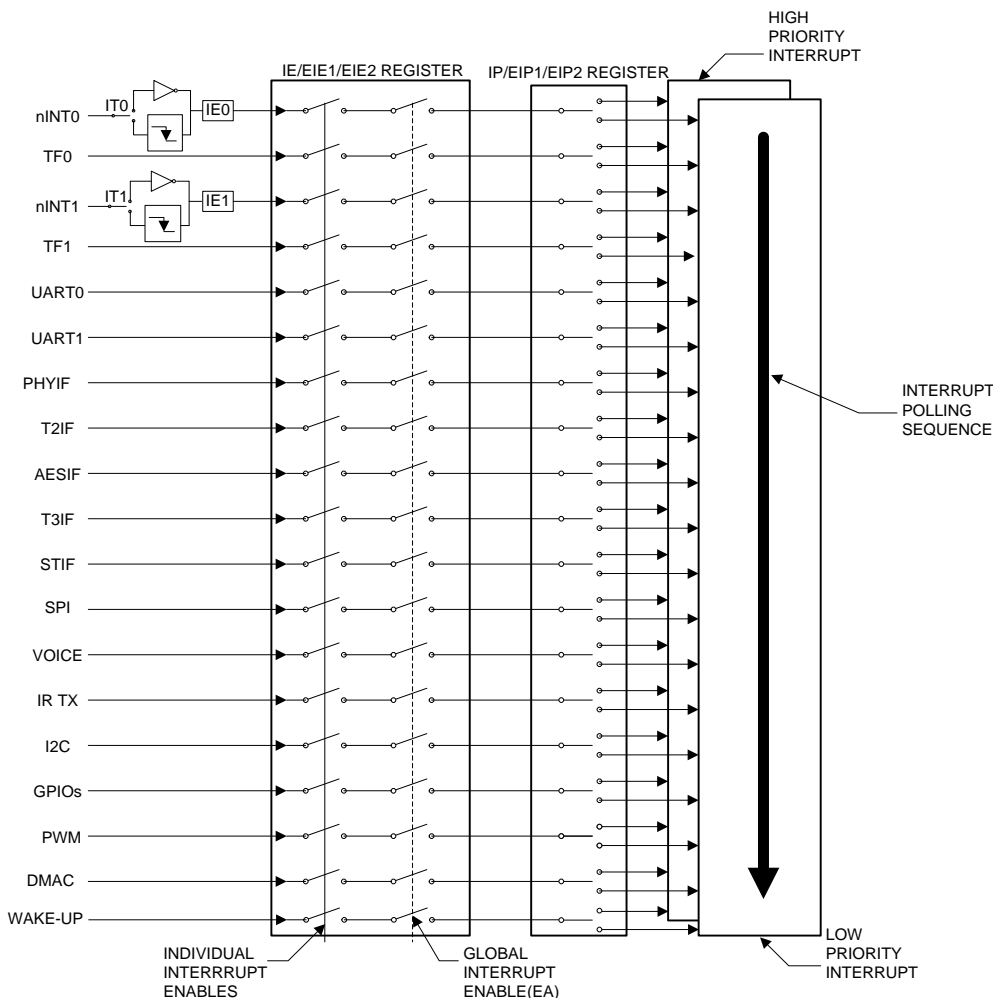 HIGH
PRIORITY
INTERRUPT
IE/EIE1/EIE2 REGISTER
IP/EIP1/EIP2 REGISTER
nINT0
IT0
IE0
TF0
nINT1
IT1
IE1
TF1
UART0
UART1
PHYIF
T2IF
AESIF
T3IF
STIF
SPI
VOICE
IR TX
I2C
GPIOs
PWM
DMAC
WAKE-UP
INTERRUPT
POLLING
SEQUENCE
INDIVIDUAL
INTERRRUPT
ENABLES
GLOBAL
INTERRUPT
ENABLE(EA)
LOW
PRIORITY
INTERRUPT